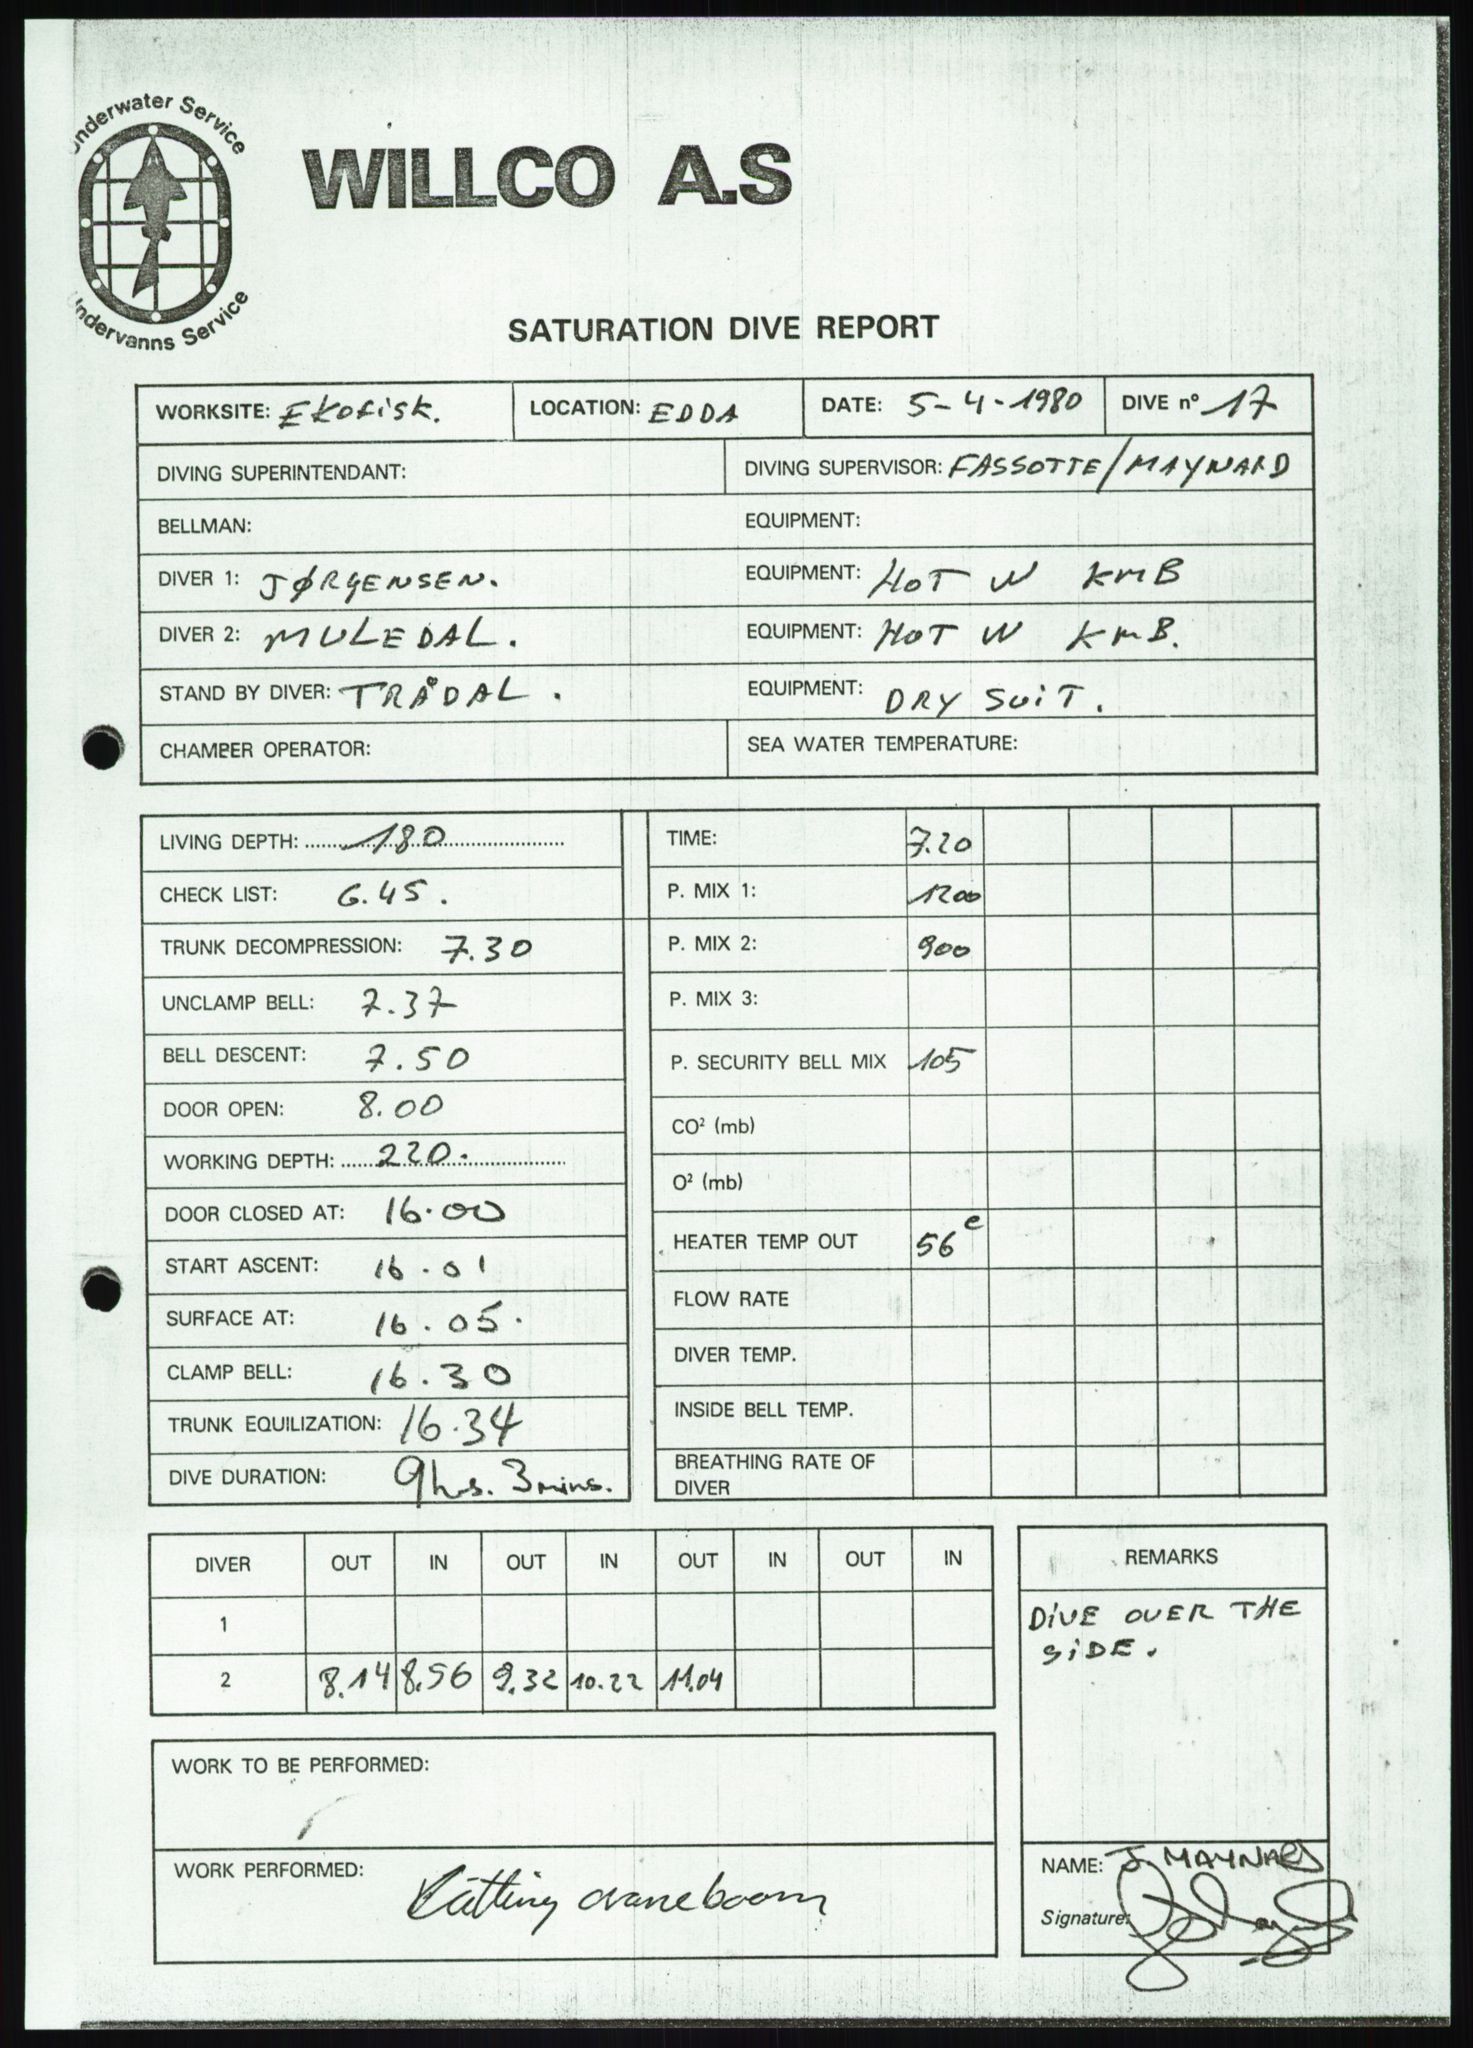 Underwater Service
WILLCO A.S
Undervanns Service
SATURATION DIVE REPORT
WORKSITE: EKOFISK. LOCATION: EDDA DATE: 5-4-1980 DIVE nº 17
DIVING SUPERINTENDANT: DIVING SUPERVISOR: FASSOTTE/MAYNARD
BELLMAN: EQUIPMENT:
DIVER 1: JØRGENSEN. EQUIPMENT: HOT W KMB
DIVER 2: MULEDAL. EQUIPMENT: HOT W KMB.
STAND BY DIVER: TRÅDAL. EQUIPMENT: DRY SUIT.
CHAMBER OPERATOR: SEA WATER TEMPERATURE:
LIVING DEPTH: 180 TIME: 7.20
CHECK LIST: 6.45. P. MIX 1: 1200
TRUNK DECOMPRESSION: 7.30 P. MIX 2: 900
UNCLAMP BELL: 7.37 P. MIX 3:
BELL DESCENT: 7.50 P. SECURITY BELL MIX 105
DOOR OPEN: 8.00 CO² (mb)
WORKING DEPTH: 220. O² (mb)
DOOR CLOSED AT: 16.00 HEATER TEMP OUT 56 c
START ASCENT: 16.01 FLOW RATE
SURFACE AT: 16.05. DIVER TEMP.
CLAMP BELL: 16.30 INSIDE BELL TEMP.
TRUNK EQUILIZATION: 16.34 BREATHING RATE OF
DIVE DURATION: 9hrs. 3mins. DIVER
DIVER OUT IN OUT IN OUT IN OUT IN
1
2 8.14 8.56 9.32 10.22 11.04
REMARKS
DIVE OVER THE
SIDE.
WORK TO BE PERFORMED:
WORK PERFORMED: Cutting crane boom
NAME: J. MAYNARD
Signature: